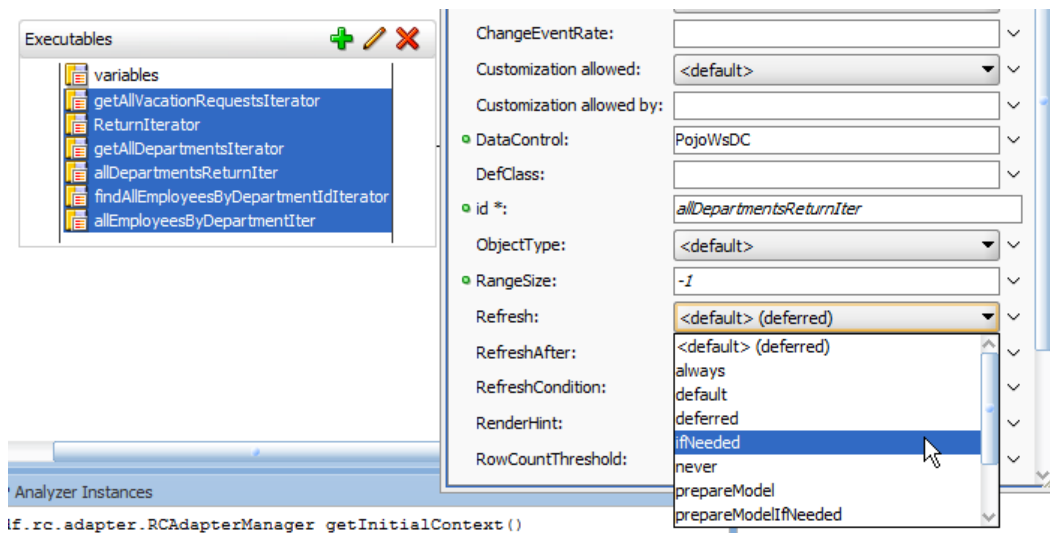 Executables
variables
getAllVacationRequestsIterator
ReturnIterator
getAllDepartmentsIterator
allDepartmentsReturnIter
findAllEmployeesByDepartmentIdIterator
allEmployeesByDepartmentIter
ChangeEventRate:
Customization allowed: <default>
Customization allowed by:
DataControl: PojoWsDC
DefClass:
id *: allDepartmentsReturnIter
ObjectType: <default>
RangeSize: -1
Refresh: <default> (deferred)
RefreshAfter:
RefreshCondition:
RenderHint:
RowCountThreshold:
<default> (deferred)
always
default
deferred
ifNeeded
never
prepareModel
prepareModelIfNeeded
Analyzer Instances
df.rc.adapter.RCAdapterManager getInitialContext()